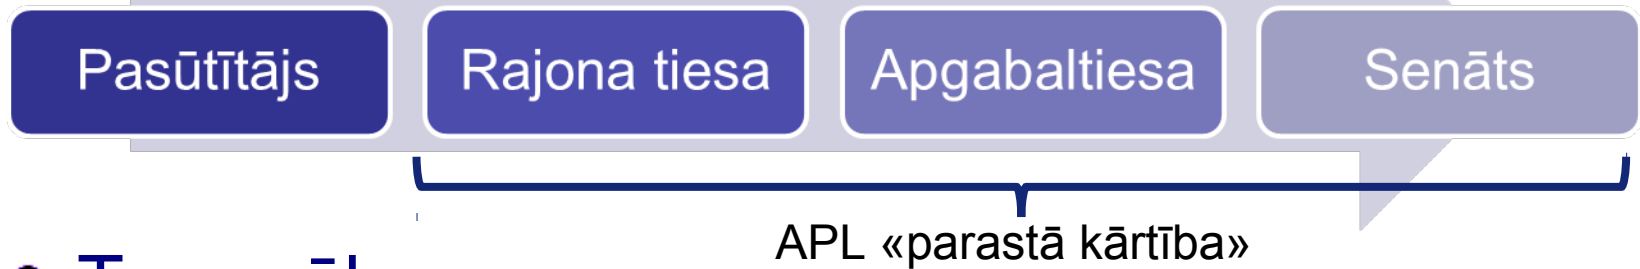 Pasūtītājs
Rajona tiesa
Apgabaltiesa
Senāts
APL «parastā kārtība»